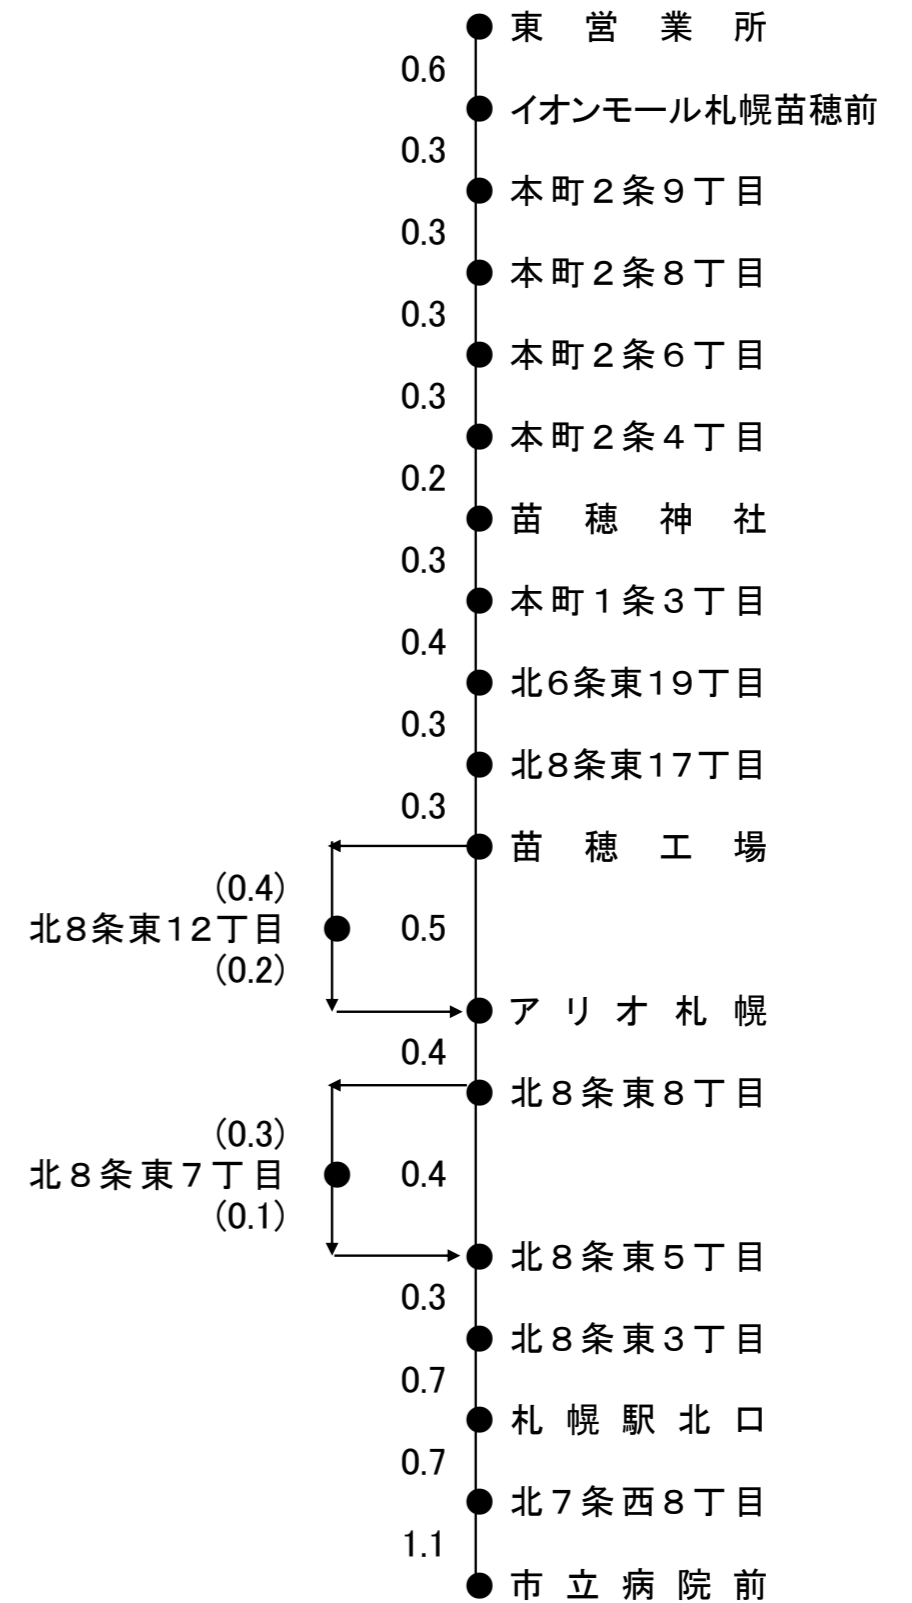 東営業所
0.6
イオンモール札幌苗穂前
0.3
本町２条９丁目
0.3
本町２条８丁目
0.3
本町２条６丁目
0.3
本町２条４丁目
0.2
苗穂神社
0.3
本町１条３丁目
0.4
北6条東19丁目
0.3
北8条東17丁目
0.3
苗穂工場
(0.4)
北8条東12丁目
0.5
(0.2)
アリオ札幌
0.4
北８条東８丁目
(0.3)
北８条東７丁目
0.4
(0.1)
北８条東５丁目
0.3
北８条東３丁目
0.7
札幌駅北口
0.7
北７条西８丁目
1.1
市立病院前